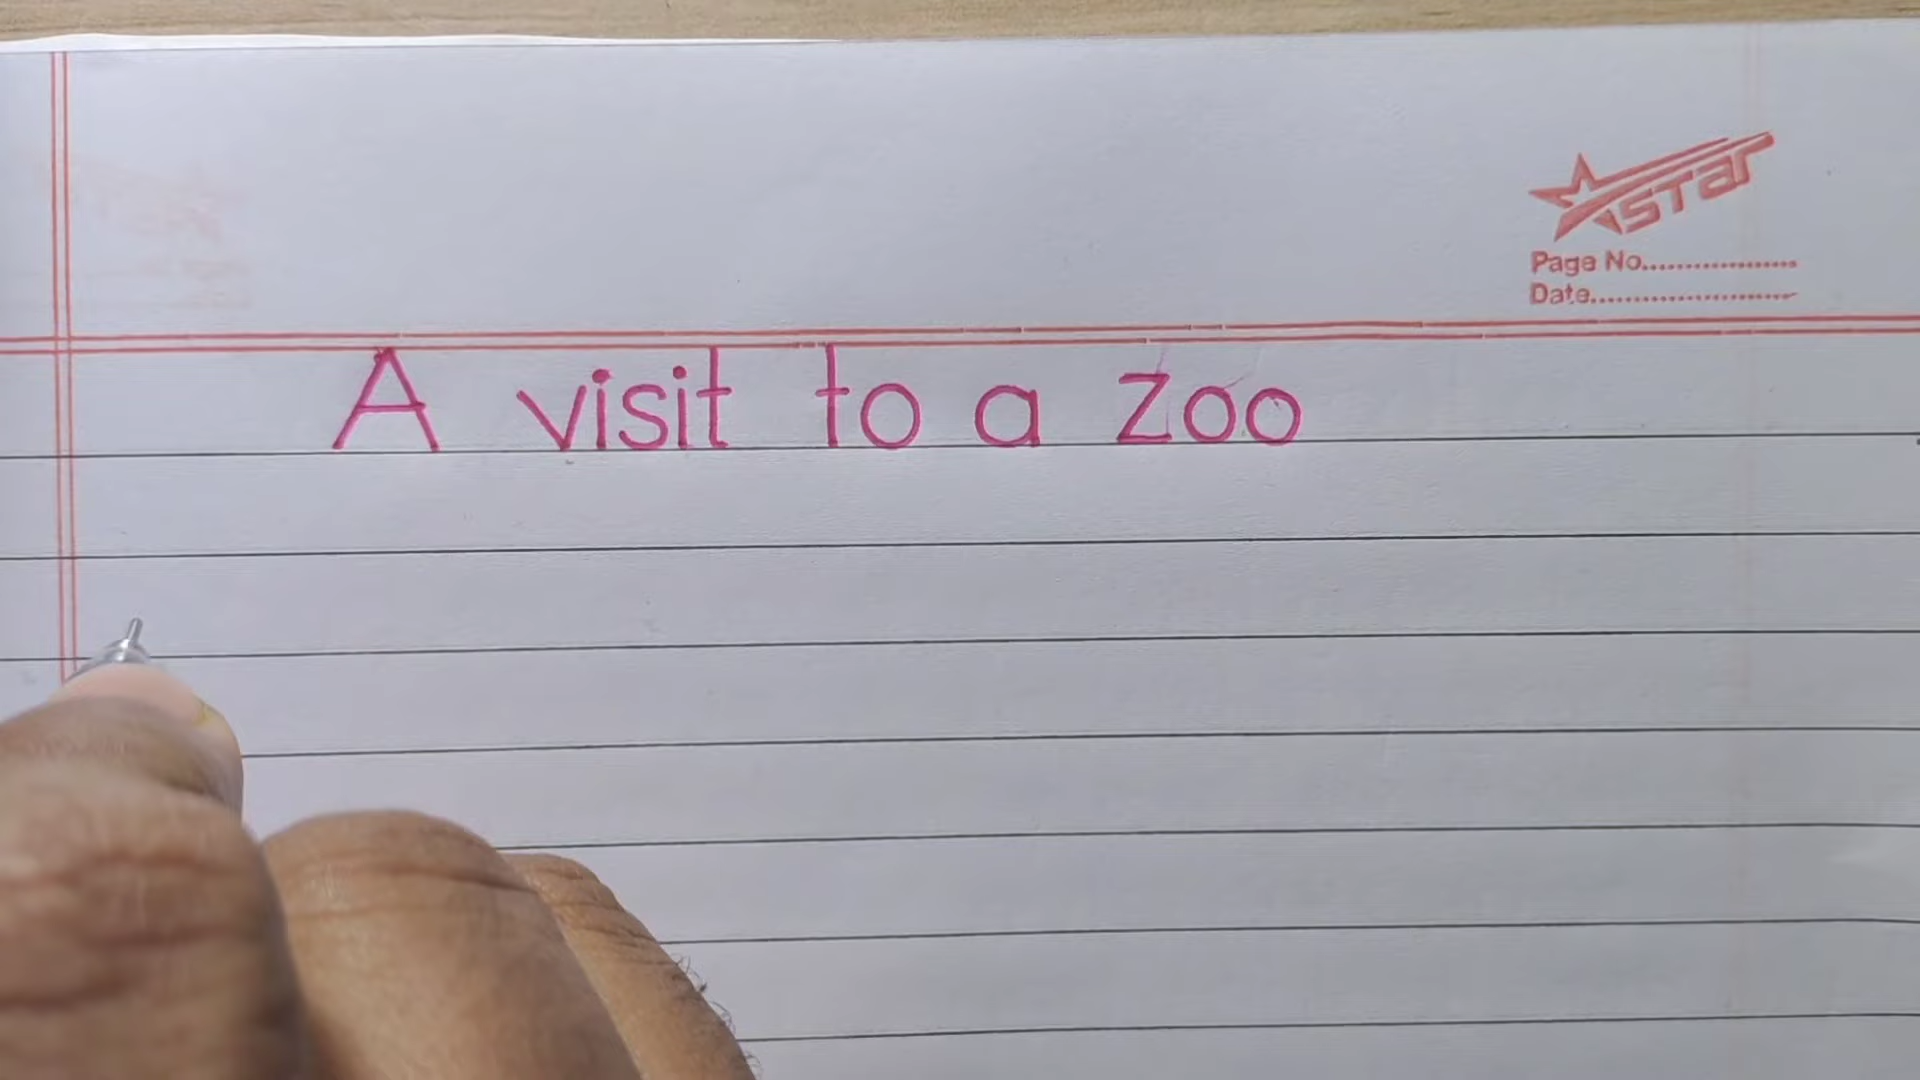 STAR
Page No....................
Date.........................
A visit to a zoo